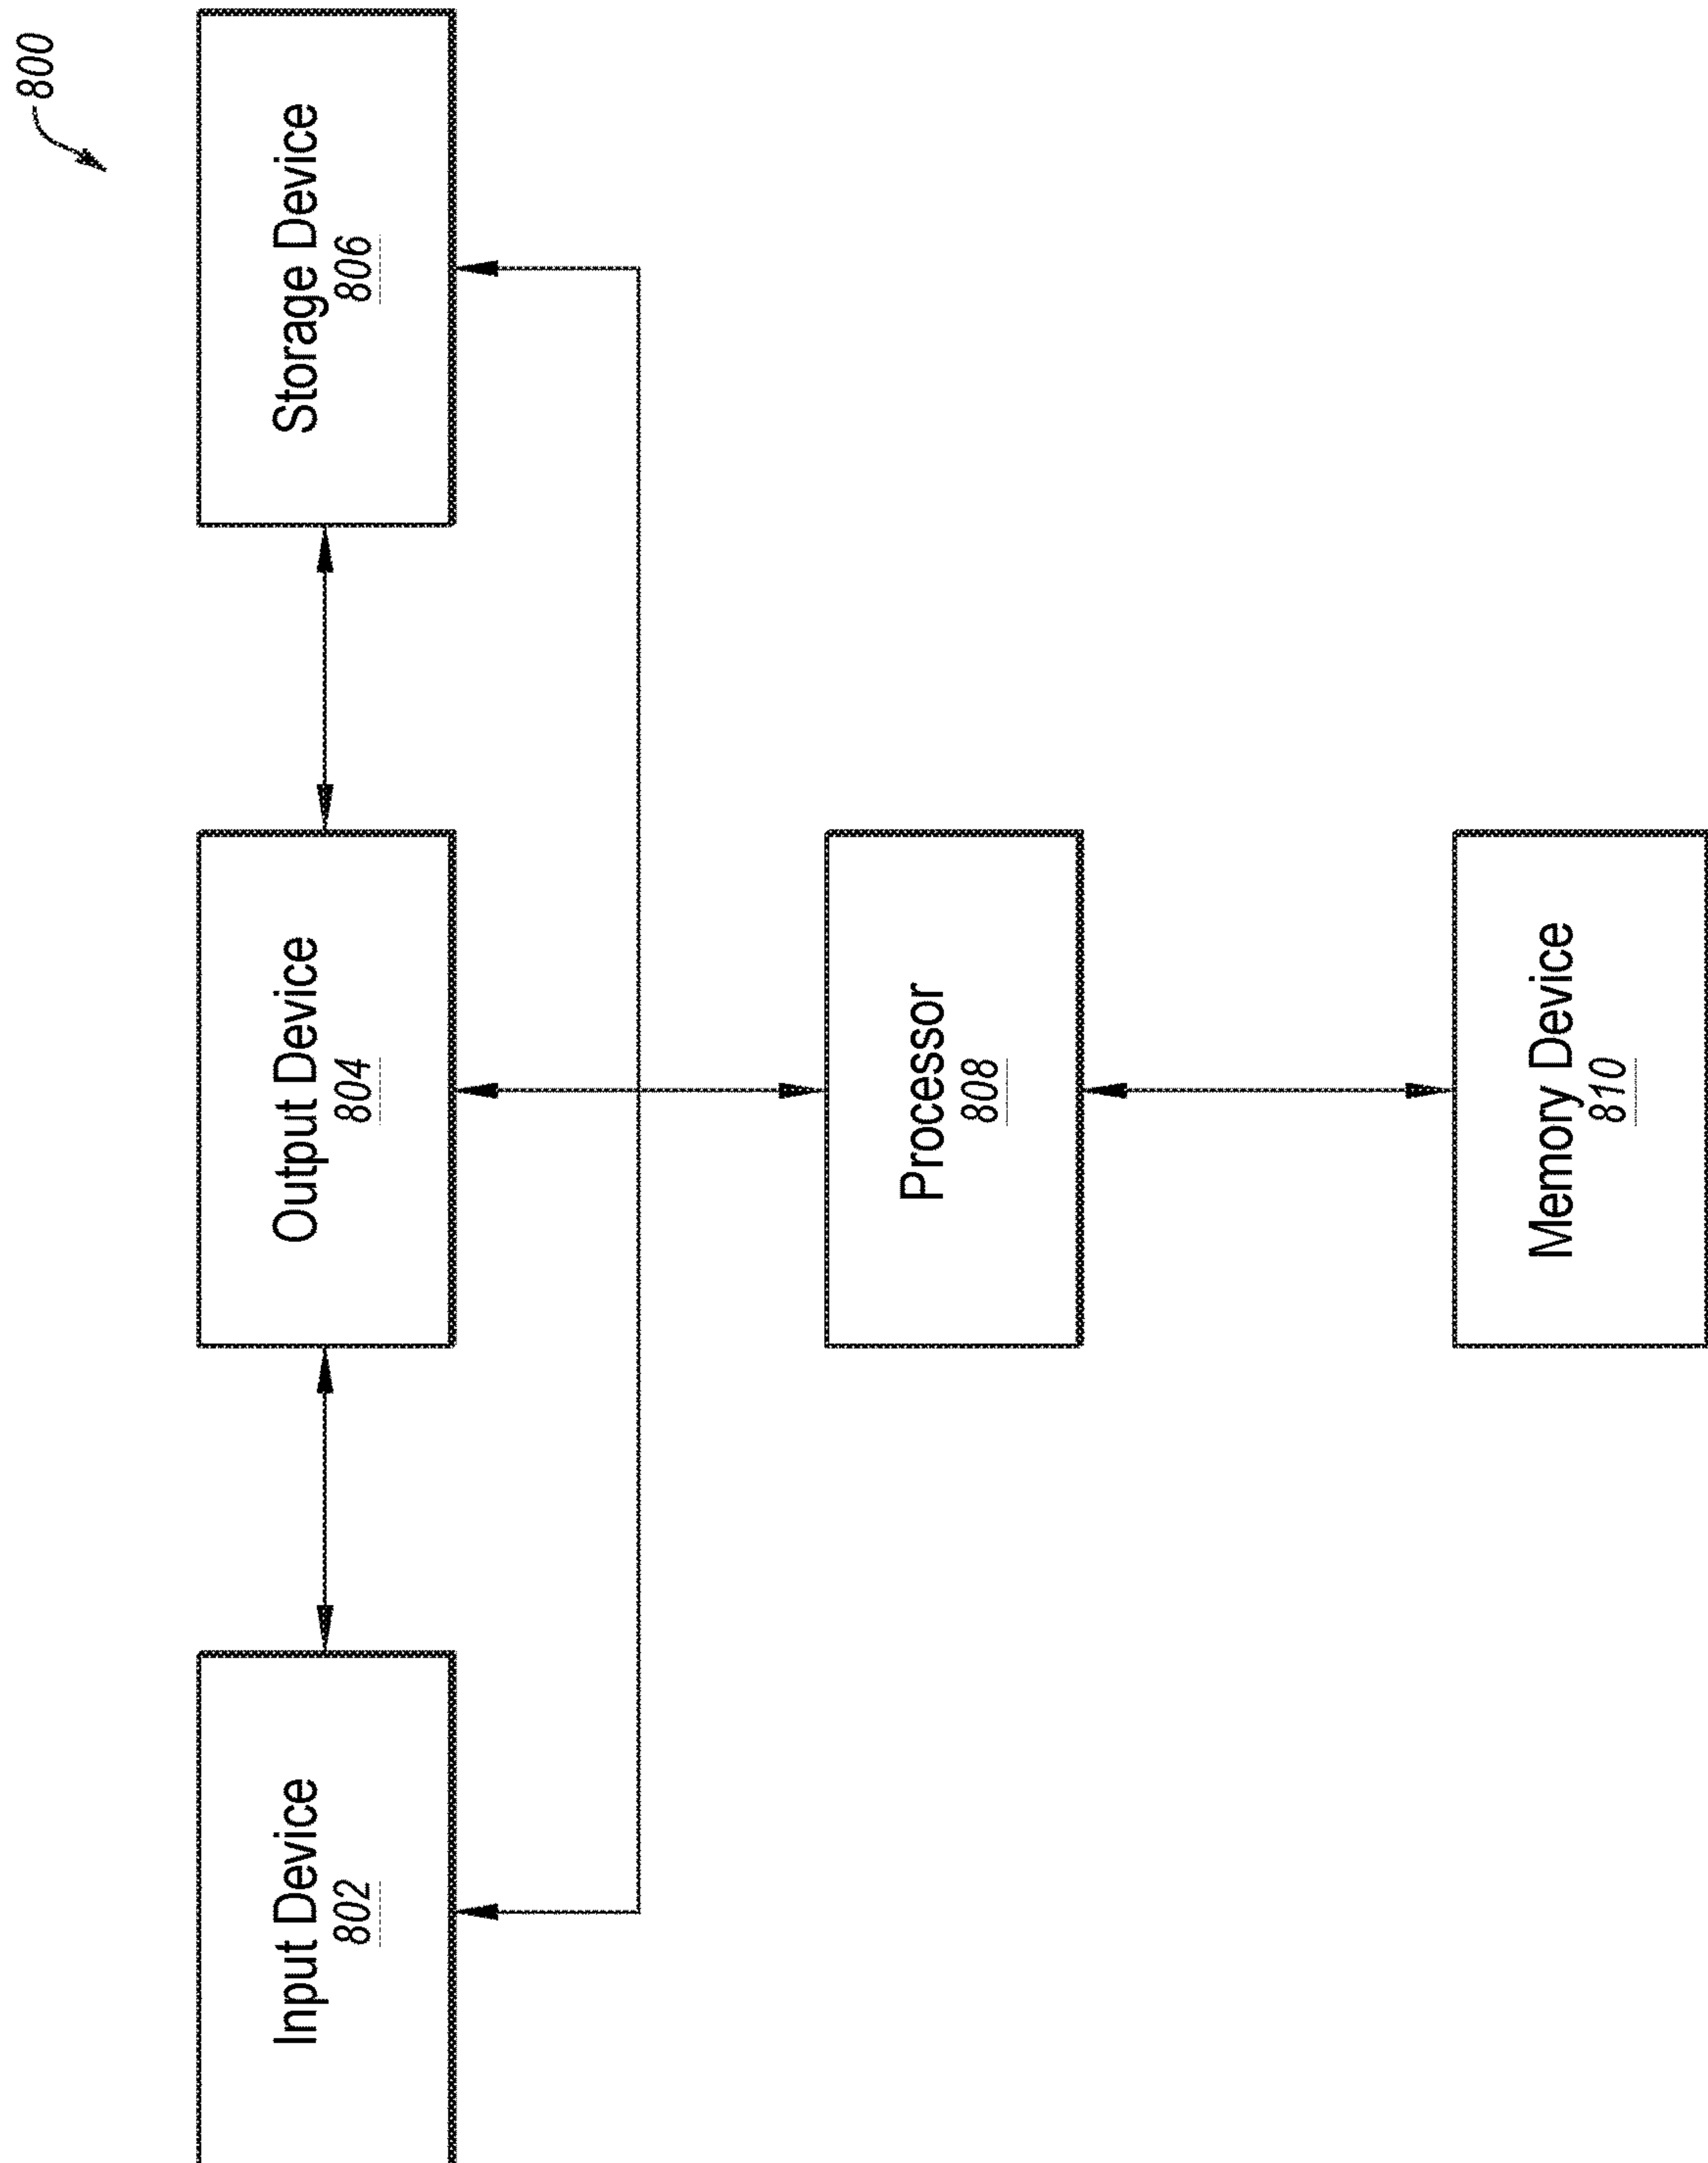 800
Input Device
802
Output Device
804
Storage Device
806
Processor
808
Memory Device
810